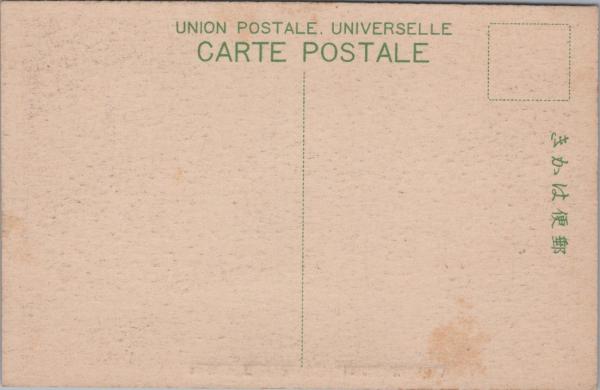 UNION POSTALE. UNIVERSELLE
CARTE POSTALE
きかは便郵